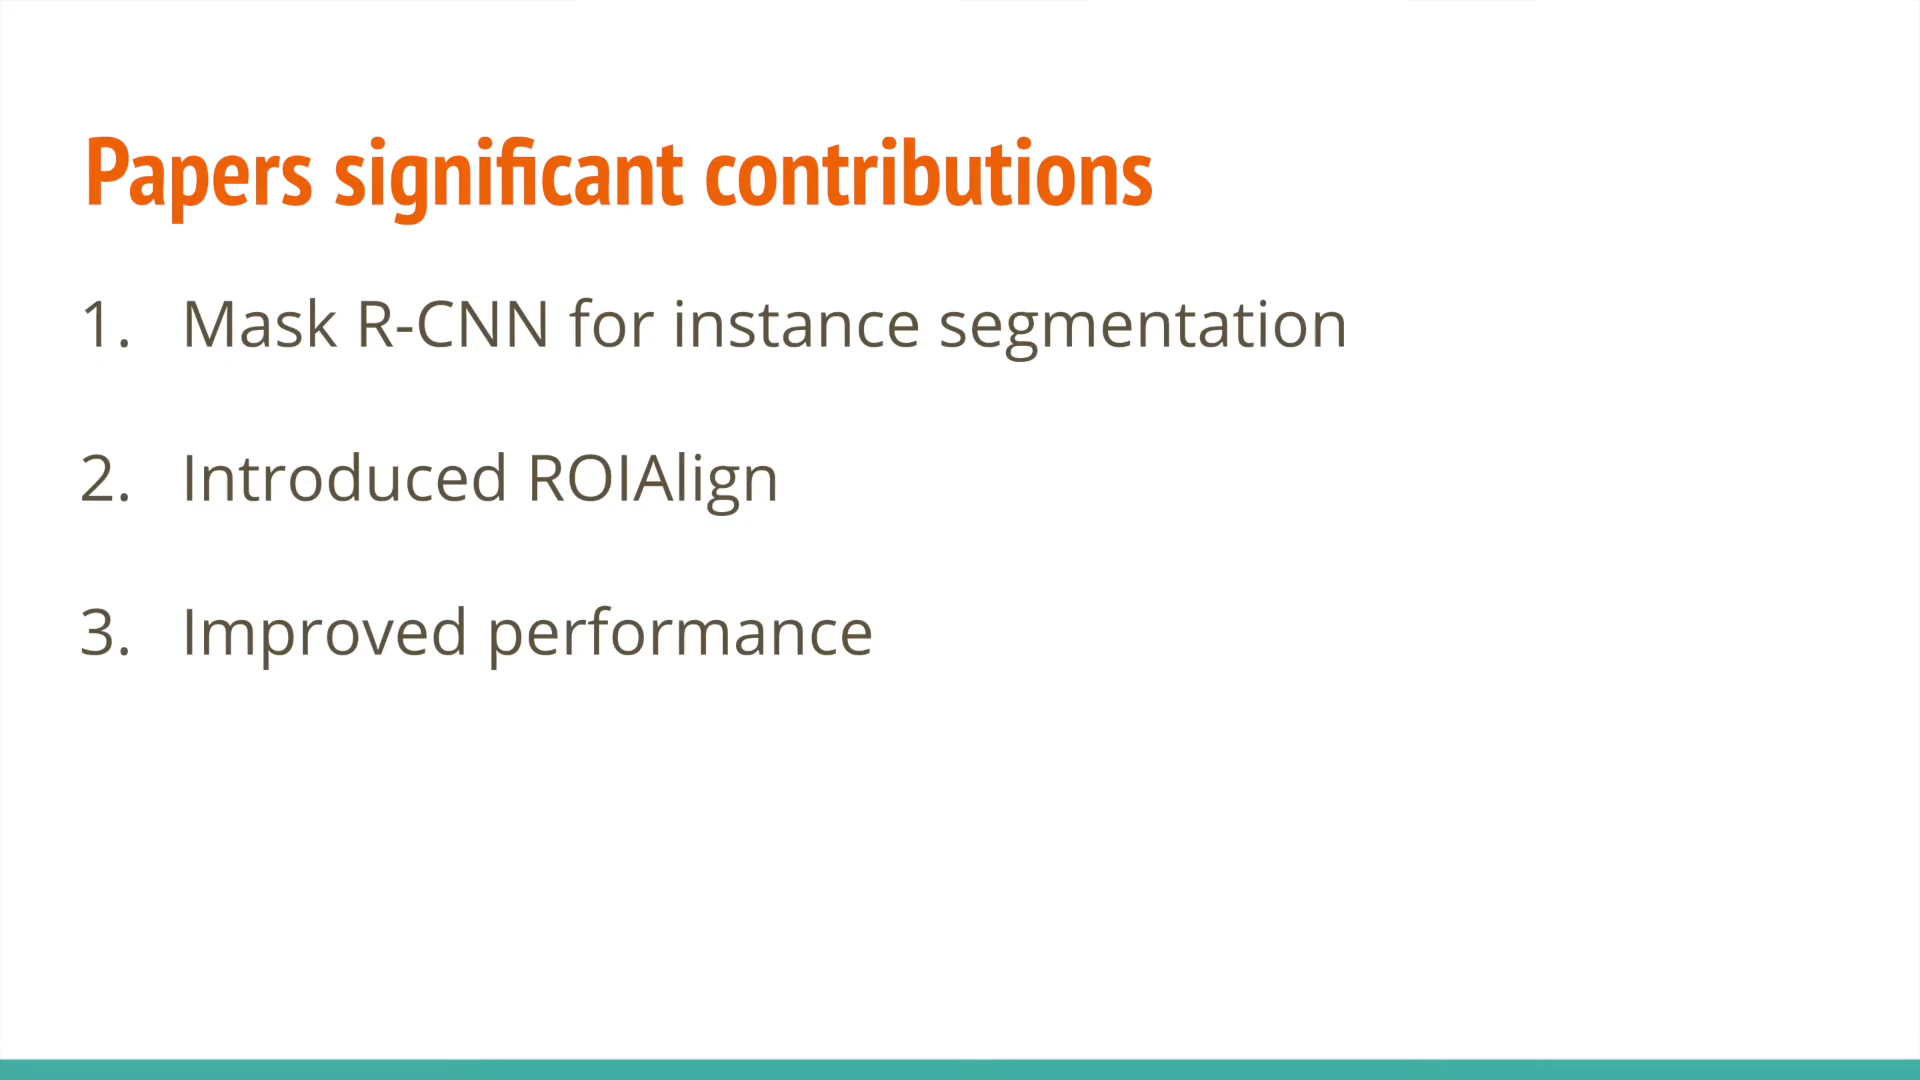 Papers significant contributions
1. Mask R-CNN for instance segmentation
2. Introduced ROIAlign
3. Improved performance